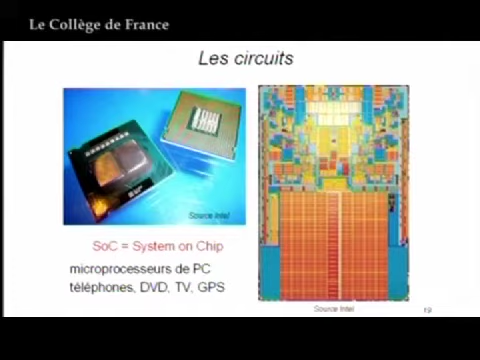 Le Collège de France
Les circuits
Source Intel
SoC = System on Chip
microprocesseurs de PC
téléphones, DVD, TV, GPS
Source Intel
19